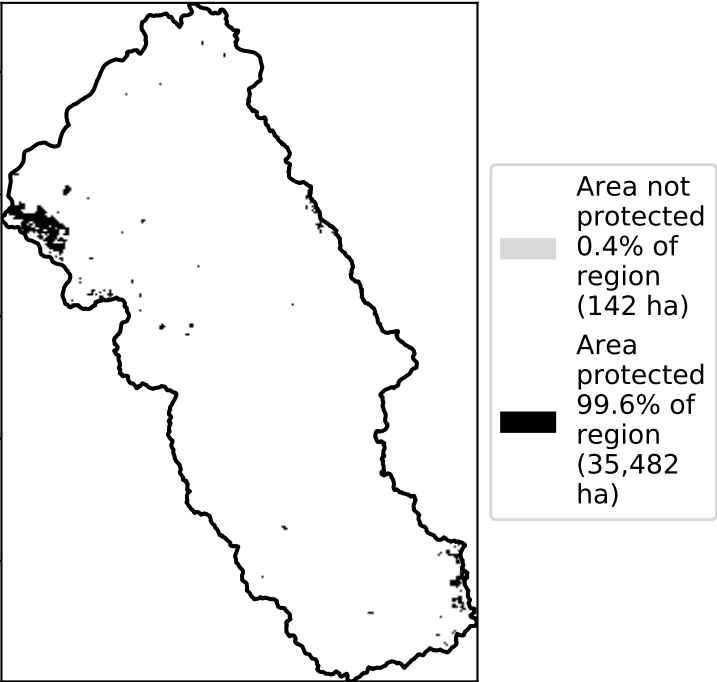 Area not
protected
0.4% of
region
(142 ha)
Area
protected
99.6% of
region
(35,482
ha)